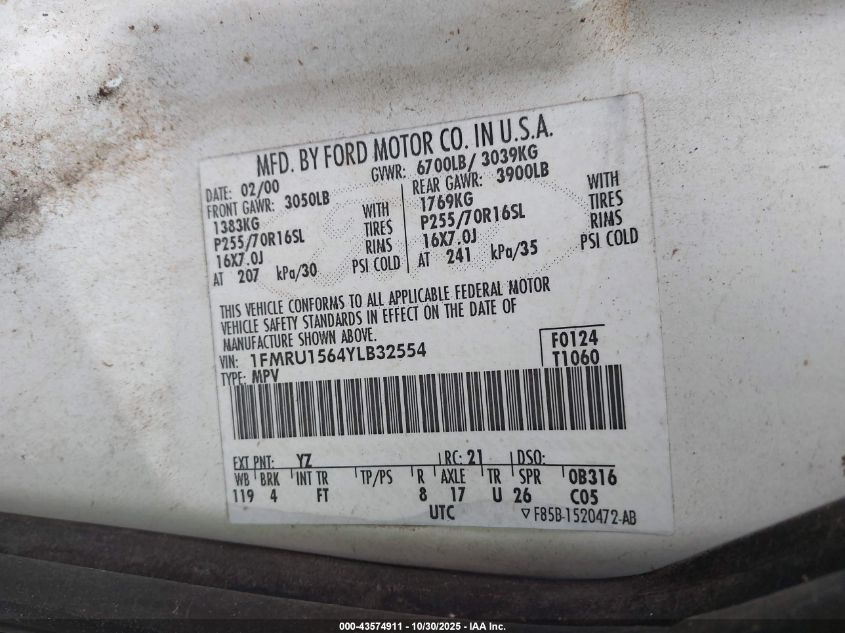 MFD. BY FORD MOTOR CO. IN U.S.A.
DATE: 02/00 GVWR: 6700LB/ 3039KG
FRONT GAWR: 3050LB REAR GAWR: 3900LB
1383KG WITH 1769KG WITH
P255/70R16SL TIRES P255/70R16SL TIRES
16X7.0J RIMS 16X7.0J RIMS
AT 207 kPa/30 PSI COLD AT 241 kPa/35 PSI COLD
THIS VEHICLE CONFORMS TO ALL APPLICABLE FEDERAL MOTOR
VEHICLE SAFETY STANDARDS IN EFFECT ON THE DATE OF
MANUFACTURE SHOWN ABOVE.
VIN: 1FMRU1564YLB32554 F0124
TYPE: MPV T1060
EXT PNT: YZ RC: 21 DSO:
WB BRK INT TR TP/PS R AXLE TR SPR 0B316
119 4 FT 8 17 U 26 C05
UTC ▽F85B-1520472-AB
000-43574911 - 10/30/2025 - IAA Inc.